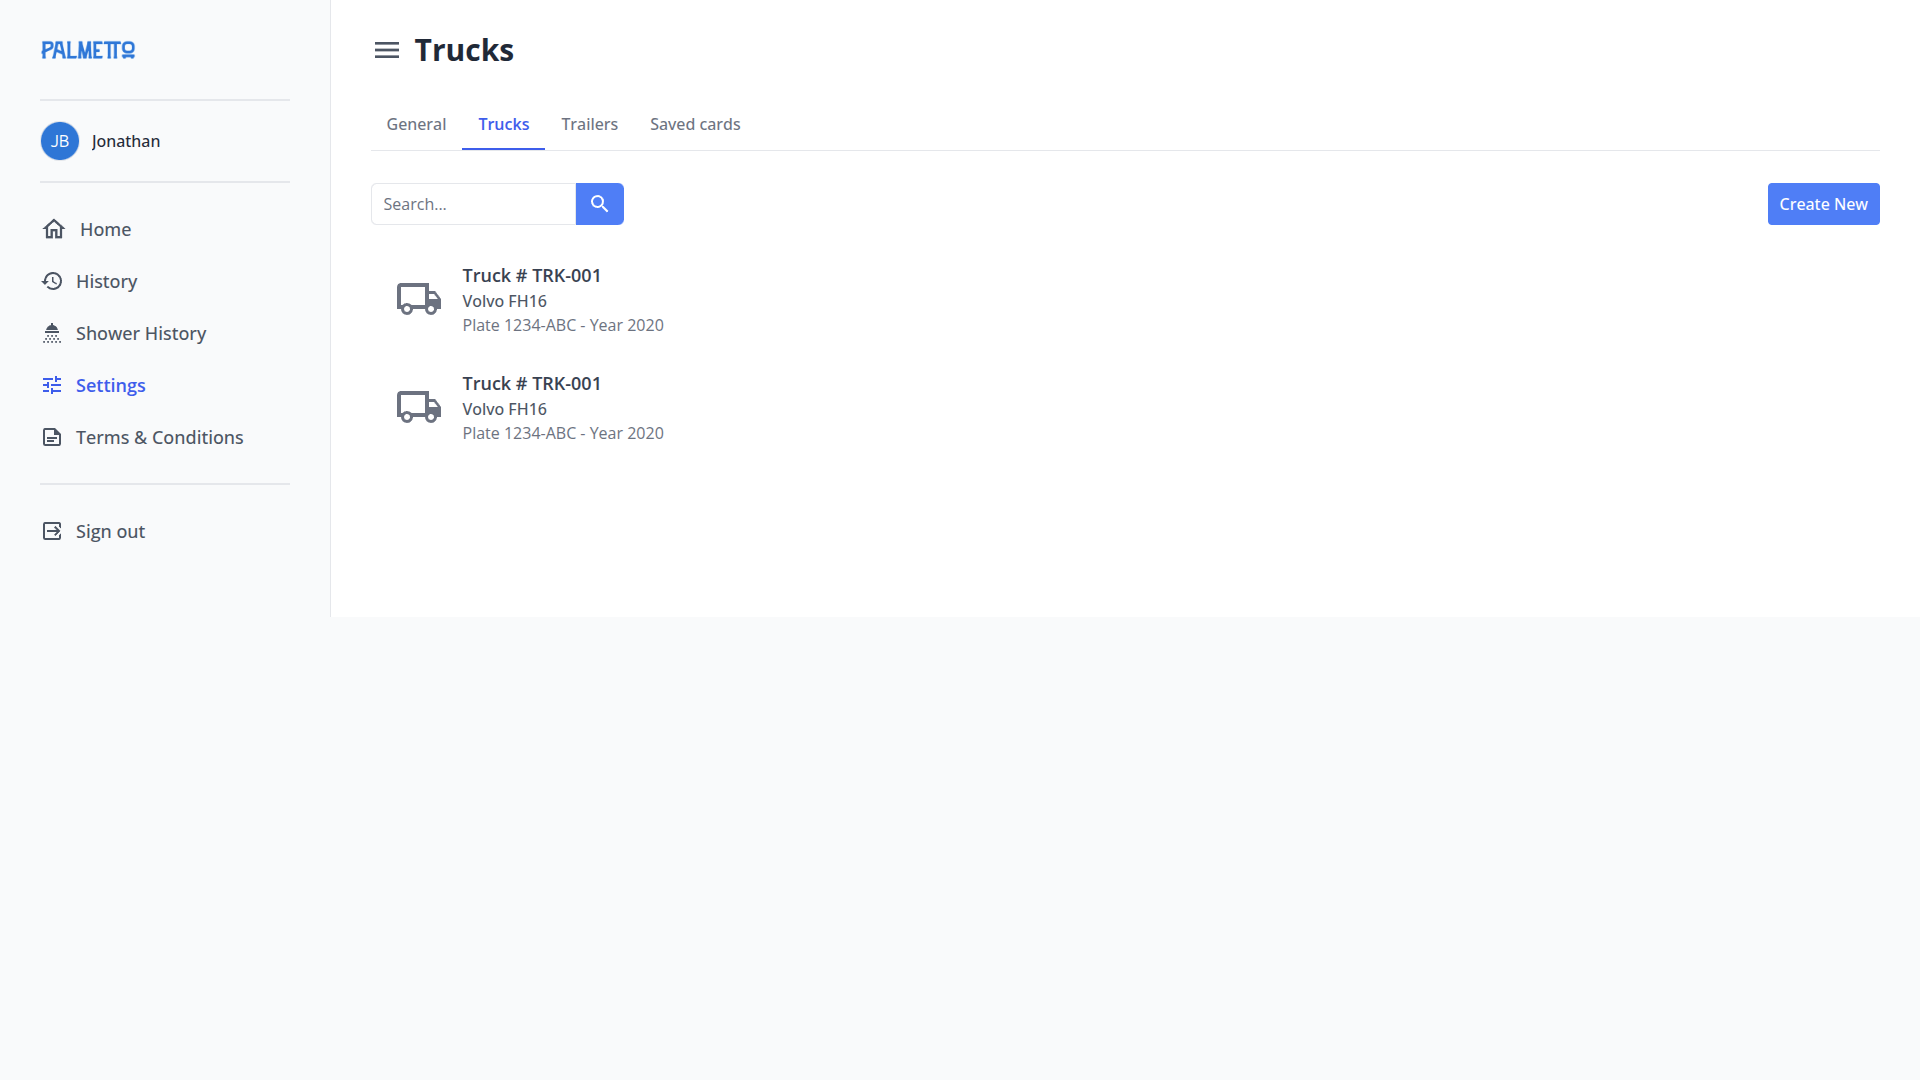 PALMETTO
JB Jonathan
Home
History
Shower History
Settings
Terms & Conditions
Sign out
Trucks
General Trucks Trailers Saved cards
Search...
Create New
Truck # TRK-001
Volvo FH16
Plate 1234-ABC - Year 2020
Truck # TRK-001
Volvo FH16
Plate 1234-ABC - Year 2020